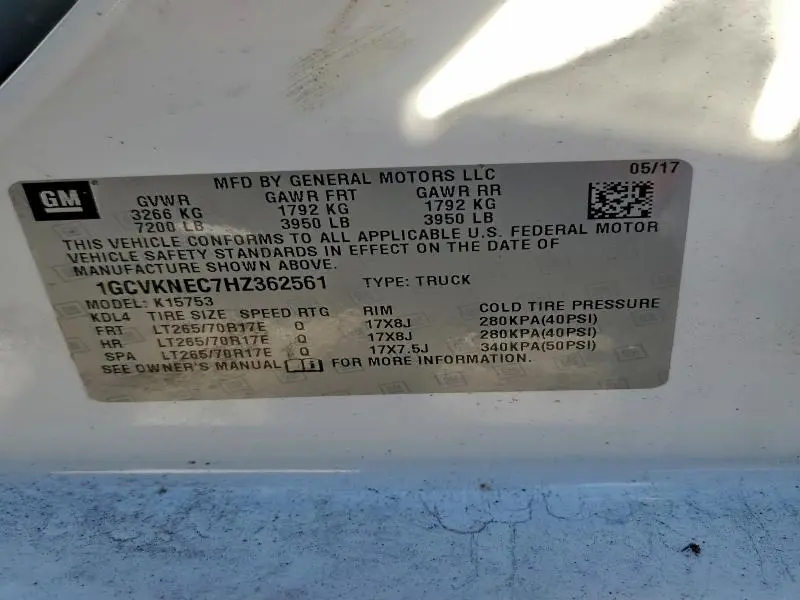 GM
MFD BY GENERAL MOTORS LLC 05/17
GVWR GAWR FRT GAWR RR
3266 KG 1792 KG 1792 KG
7200 LB 3950 LB 3950 LB
THIS VEHICLE CONFORMS TO ALL APPLICABLE U.S. FEDERAL MOTOR
VEHICLE SAFETY STANDARDS IN EFFECT ON THE DATE OF
MANUFACTURE SHOWN ABOVE.
1GCVKNEC7HZ362561 TYPE: TRUCK
MODEL: K15753
KDL4 TIRE SIZE SPEED RTG RIM COLD TIRE PRESSURE
FRT LT265/70R17E Q 17X8J 280KPA(40PSI)
HR LT265/70R17E Q 17X8J 280KPA(40PSI)
SPA LT265/70R17E Q 17X7.5J 340KPA(50PSI)
SEE OWNER'S MANUAL FOR MORE INFORMATION.